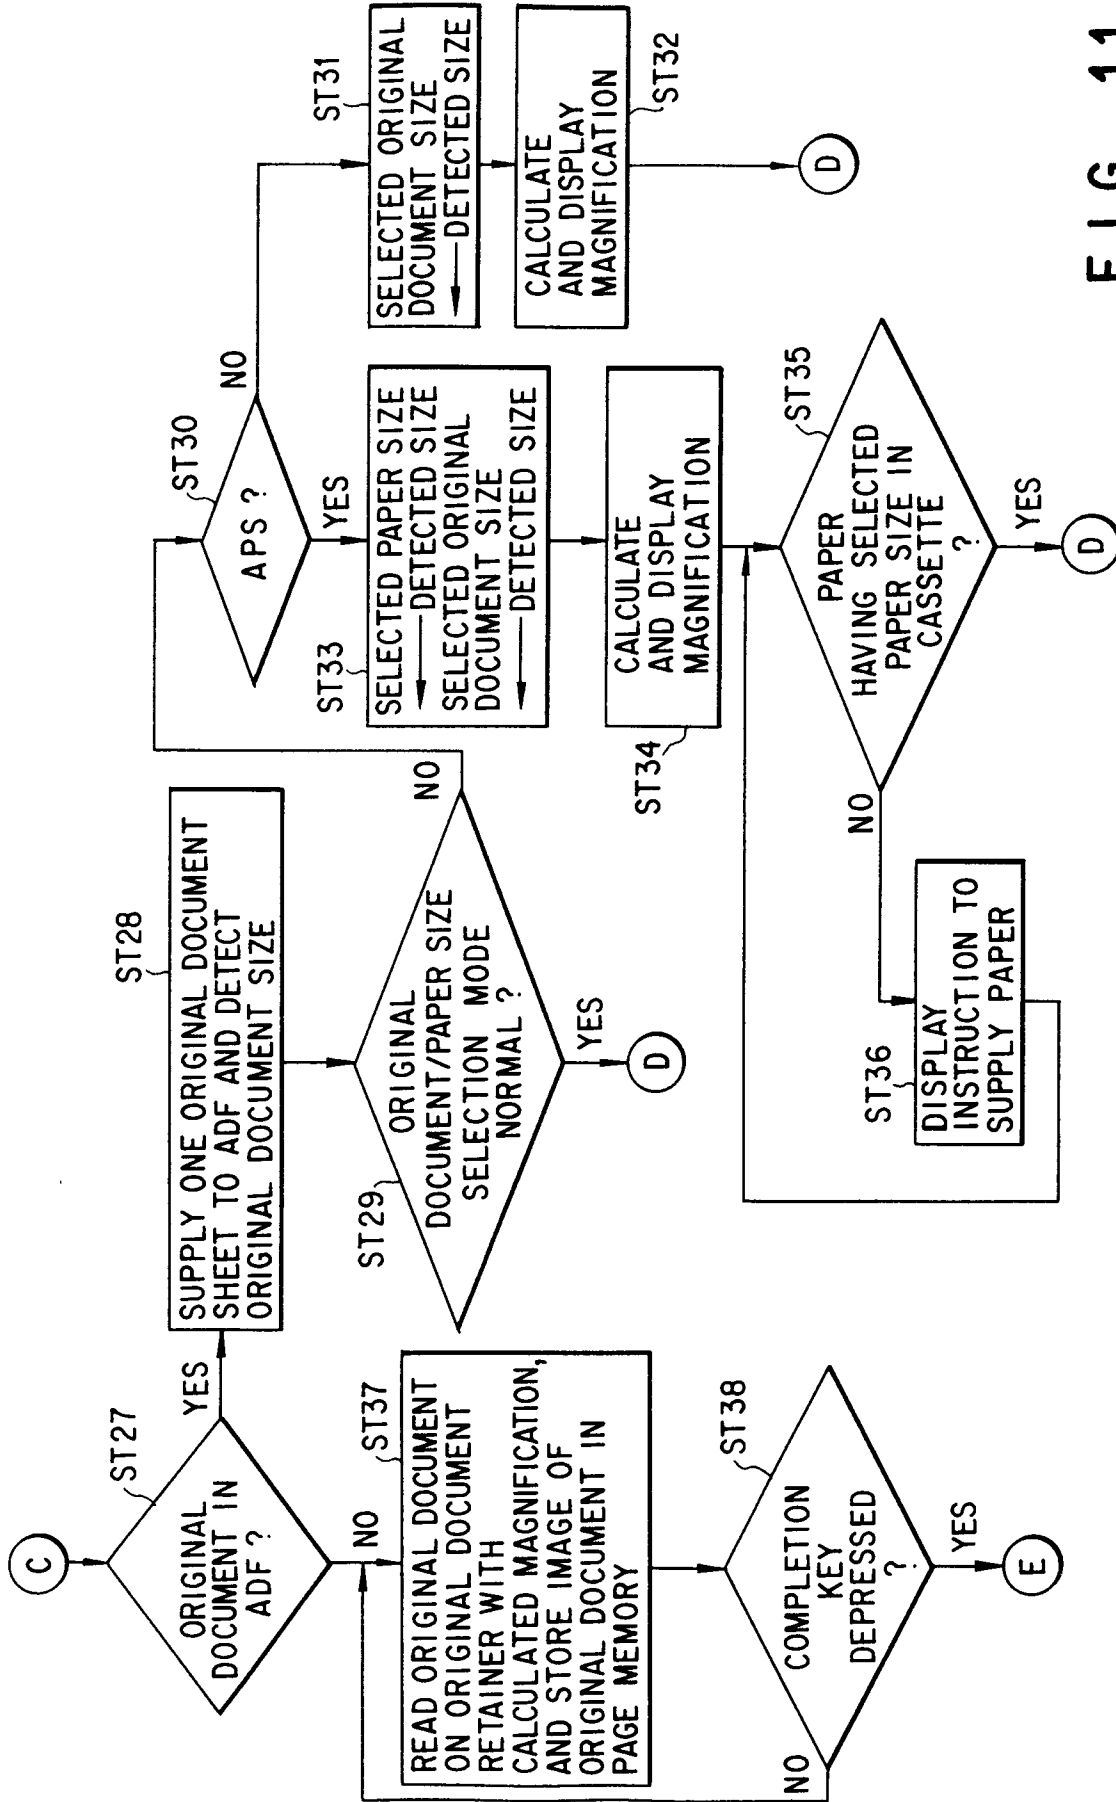 C
ST27
ORIGINAL
DOCUMENT IN
ADF ?
YES
NO
ST28
SUPPLY ONE ORIGINAL DOCUMENT
SHEET TO ADF AND DETECT
ORIGINAL DOCUMENT SIZE
ST29
ORIGINAL
DOCUMENT/PAPER SIZE
SELECTION MODE
NORMAL ?
NO
YES
D
ST30
APS ?
NO
YES
ST31
SELECTED ORIGINAL
DOCUMENT SIZE
← DETECTED SIZE
CALCULATE
AND DISPLAY
MAGNIFICATION
ST32
D
ST33
SELECTED PAPER SIZE
← DETECTED SIZE
SELECTED ORIGINAL
DOCUMENT SIZE
← DETECTED SIZE
CALCULATE
AND DISPLAY
MAGNIFICATION
ST34
ST35
PAPER
HAVING SELECTED
PAPER SIZE IN
CASSETTE
?
NO
YES
D
ST36
DISPLAY
INSTRUCTION TO
SUPPLY PAPER
ST37
READ ORIGINAL DOCUMENT
ON ORIGINAL DOCUMENT
RETAINER WITH
CALCULATED MAGNIFICATION,
AND STORE IMAGE OF
ORIGINAL DOCUMENT IN
PAGE MEMORY
ST38
COMPLETION
KEY
DEPRESSED
?
NO
YES
E
FIG. 11